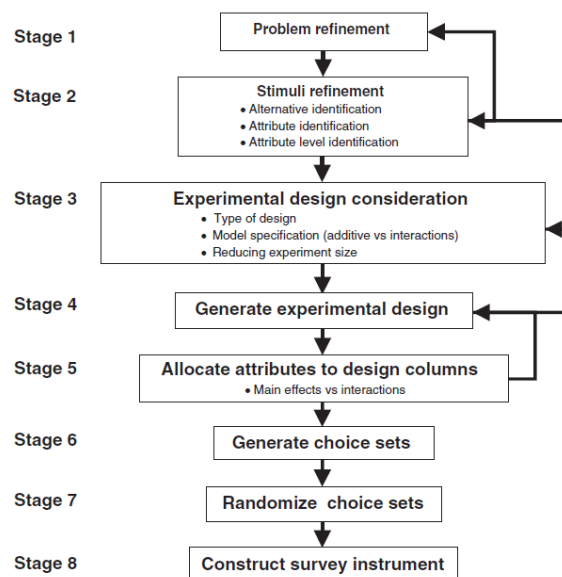 Stage 1
Problem refinement
Stage 2
Stimuli refinement
• Alternative identification
• Attribute identification
• Attribute level identification
Stage 3
Experimental design consideration
• Type of design
• Model specification (additive vs interactions)
• Reducing experiment size
Stage 4
Generate experimental design
Stage 5
Allocate attributes to design columns
• Main effects vs interactions
Stage 6
Generate choice sets
Stage 7
Randomize choice sets
Stage 8
Construct survey instrument